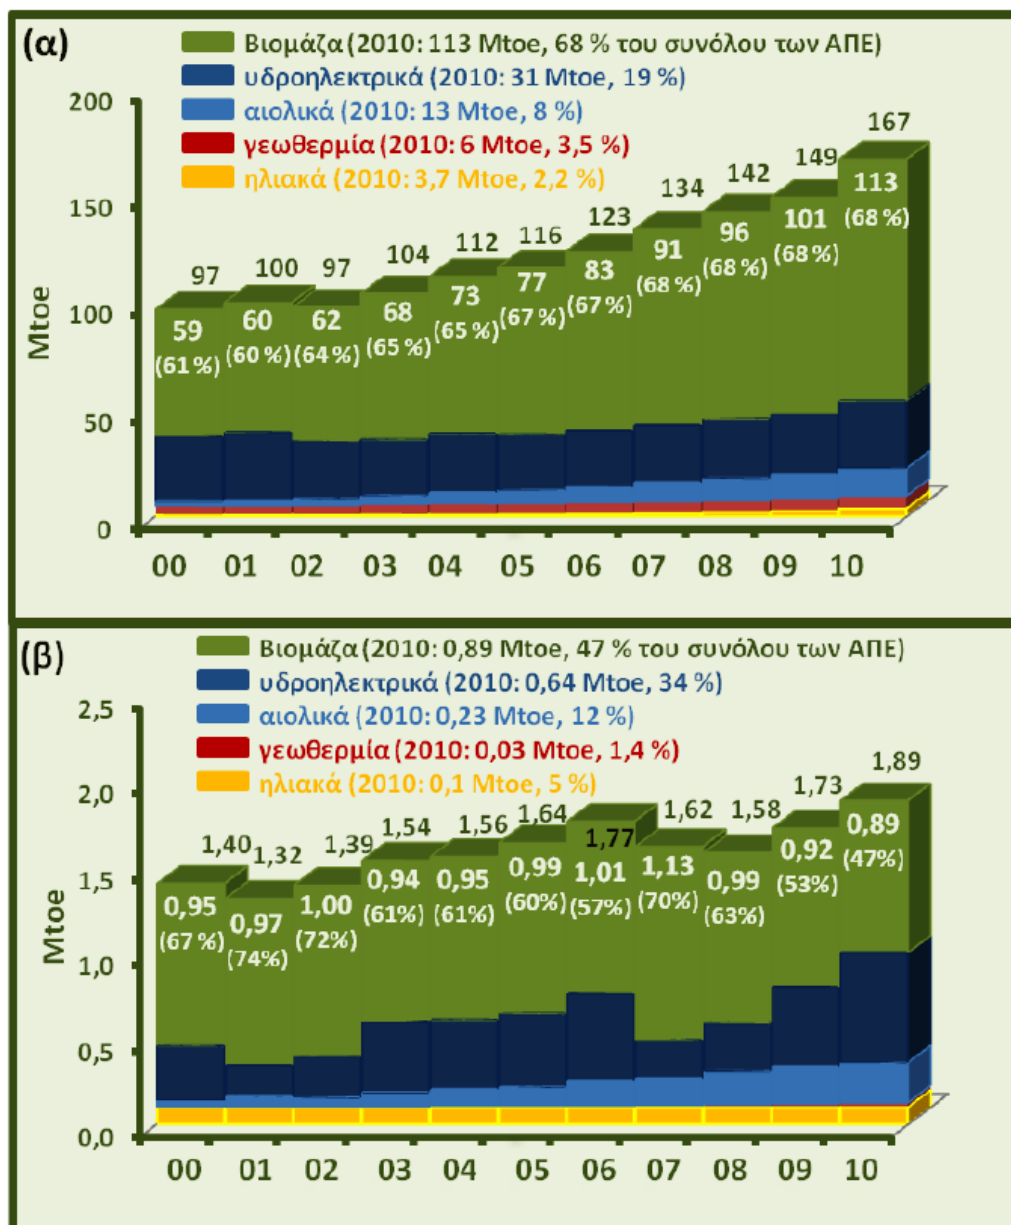 (α)
Βιομάζα (2010: 113 Mtoe, 68 % του συνόλου των ΑΠΕ)
υδροηλεκτρικά (2010: 31 Mtoe, 19 %)
αιολικά (2010: 13 Mtoe, 8 %)
γεωθερμία (2010: 6 Mtoe, 3,5 %)
ηλιακά (2010: 3,7 Mtoe, 2,2 %)
Mtoe
200
150
100
50
0
97 100 97 104 112 116 123 134 142 149 167
59 60 62 68 73 77 83 91 96 101 113
(61 %) (60 %) (64 %) (65 %) (65 %) (67 %) (67 %) (68 %) (68 %) (68 %) (68 %)
00 01 02 03 04 05 06 07 08 09 10
(β)
Βιομάζα (2010: 0,89 Mtoe, 47 % του συνόλου των ΑΠΕ)
υδροηλεκτρικά (2010: 0,64 Mtoe, 34 %)
αιολικά (2010: 0,23 Mtoe, 12 %)
γεωθερμία (2010: 0,03 Mtoe, 1,4 %)
ηλιακά (2010: 0,1 Mtoe, 5 %)
Mtoe
2,5
2,0
1,5
1,0
0,5
0,0
1,40 1,32 1,39 1,54 1,56 1,64 1,77 1,62 1,58 1,73 1,89
0,95 0,97 1,00 0,94 0,95 0,99 1,01 1,13 0,99 0,92 0,89
(67 %) (74%) (72%) (61%) (61%) (60%) (57%) (70%) (63%) (53%) (47%)
00 01 02 03 04 05 06 07 08 09 10